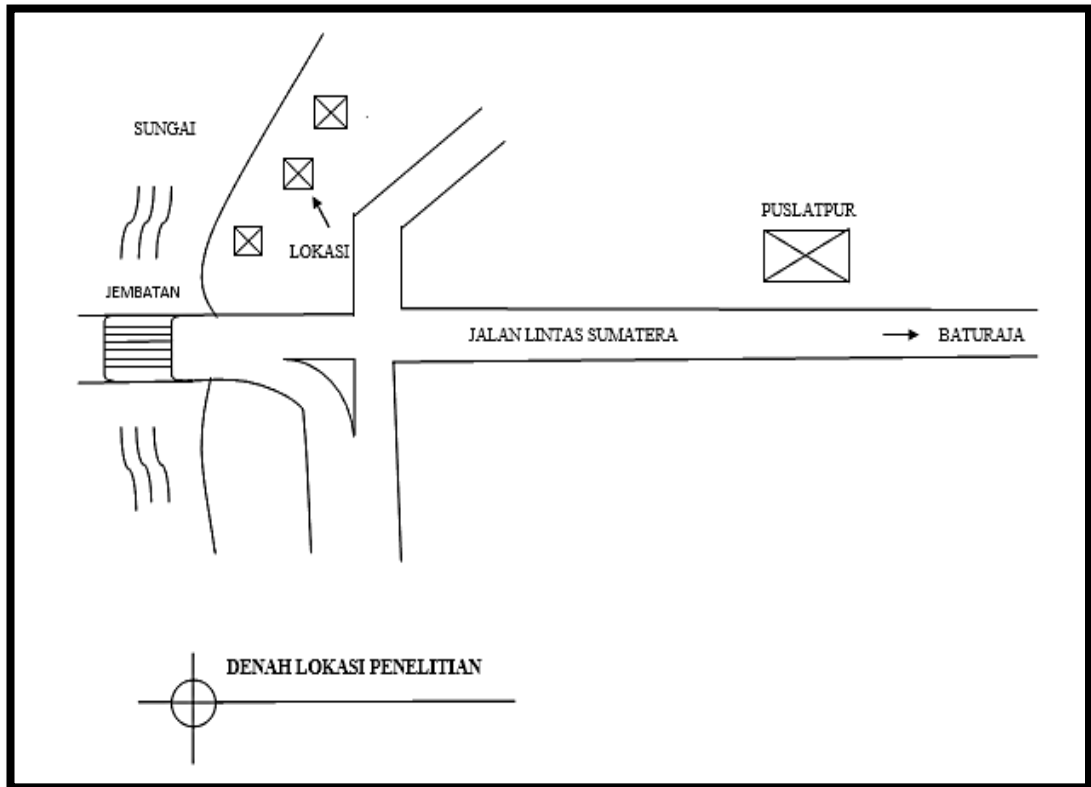 SUNGAI
PUSLATPUR
LOKASI
JEMBATAN
JALAN LINTAS SUMATERA
BATURAJA
DENAH LOKASI PENELITIAN